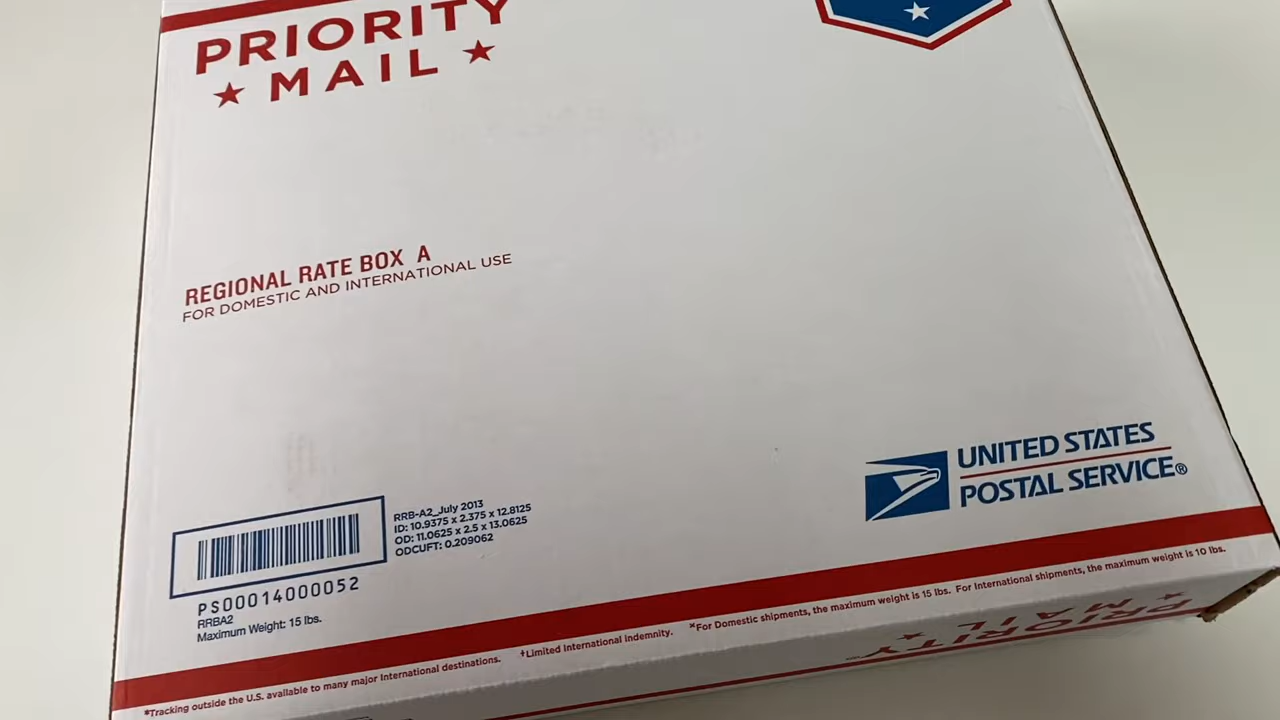 PRIORITY
★ MAIL ★
REGIONAL RATE BOX A
FOR DOMESTIC AND INTERNATIONAL USE
UNITED STATES
POSTAL SERVICE®
RRB-A2_July 2013
ID: 10.9375 x 2.375 x 12.8125
OD: 11.0625 x 2.5 x 13.0625
ODCUFT: 0.209062
PS00014000052
RRBA2
Maximum Weight: 15 lbs.
*Tracking outside the U.S. available to many major International destinations. †Limited International indemnity. *For Domestic shipments, the maximum weight is 15 lbs. For International shipments, the maximum weight is 10 lbs.
PRIORITY
★ MAIL